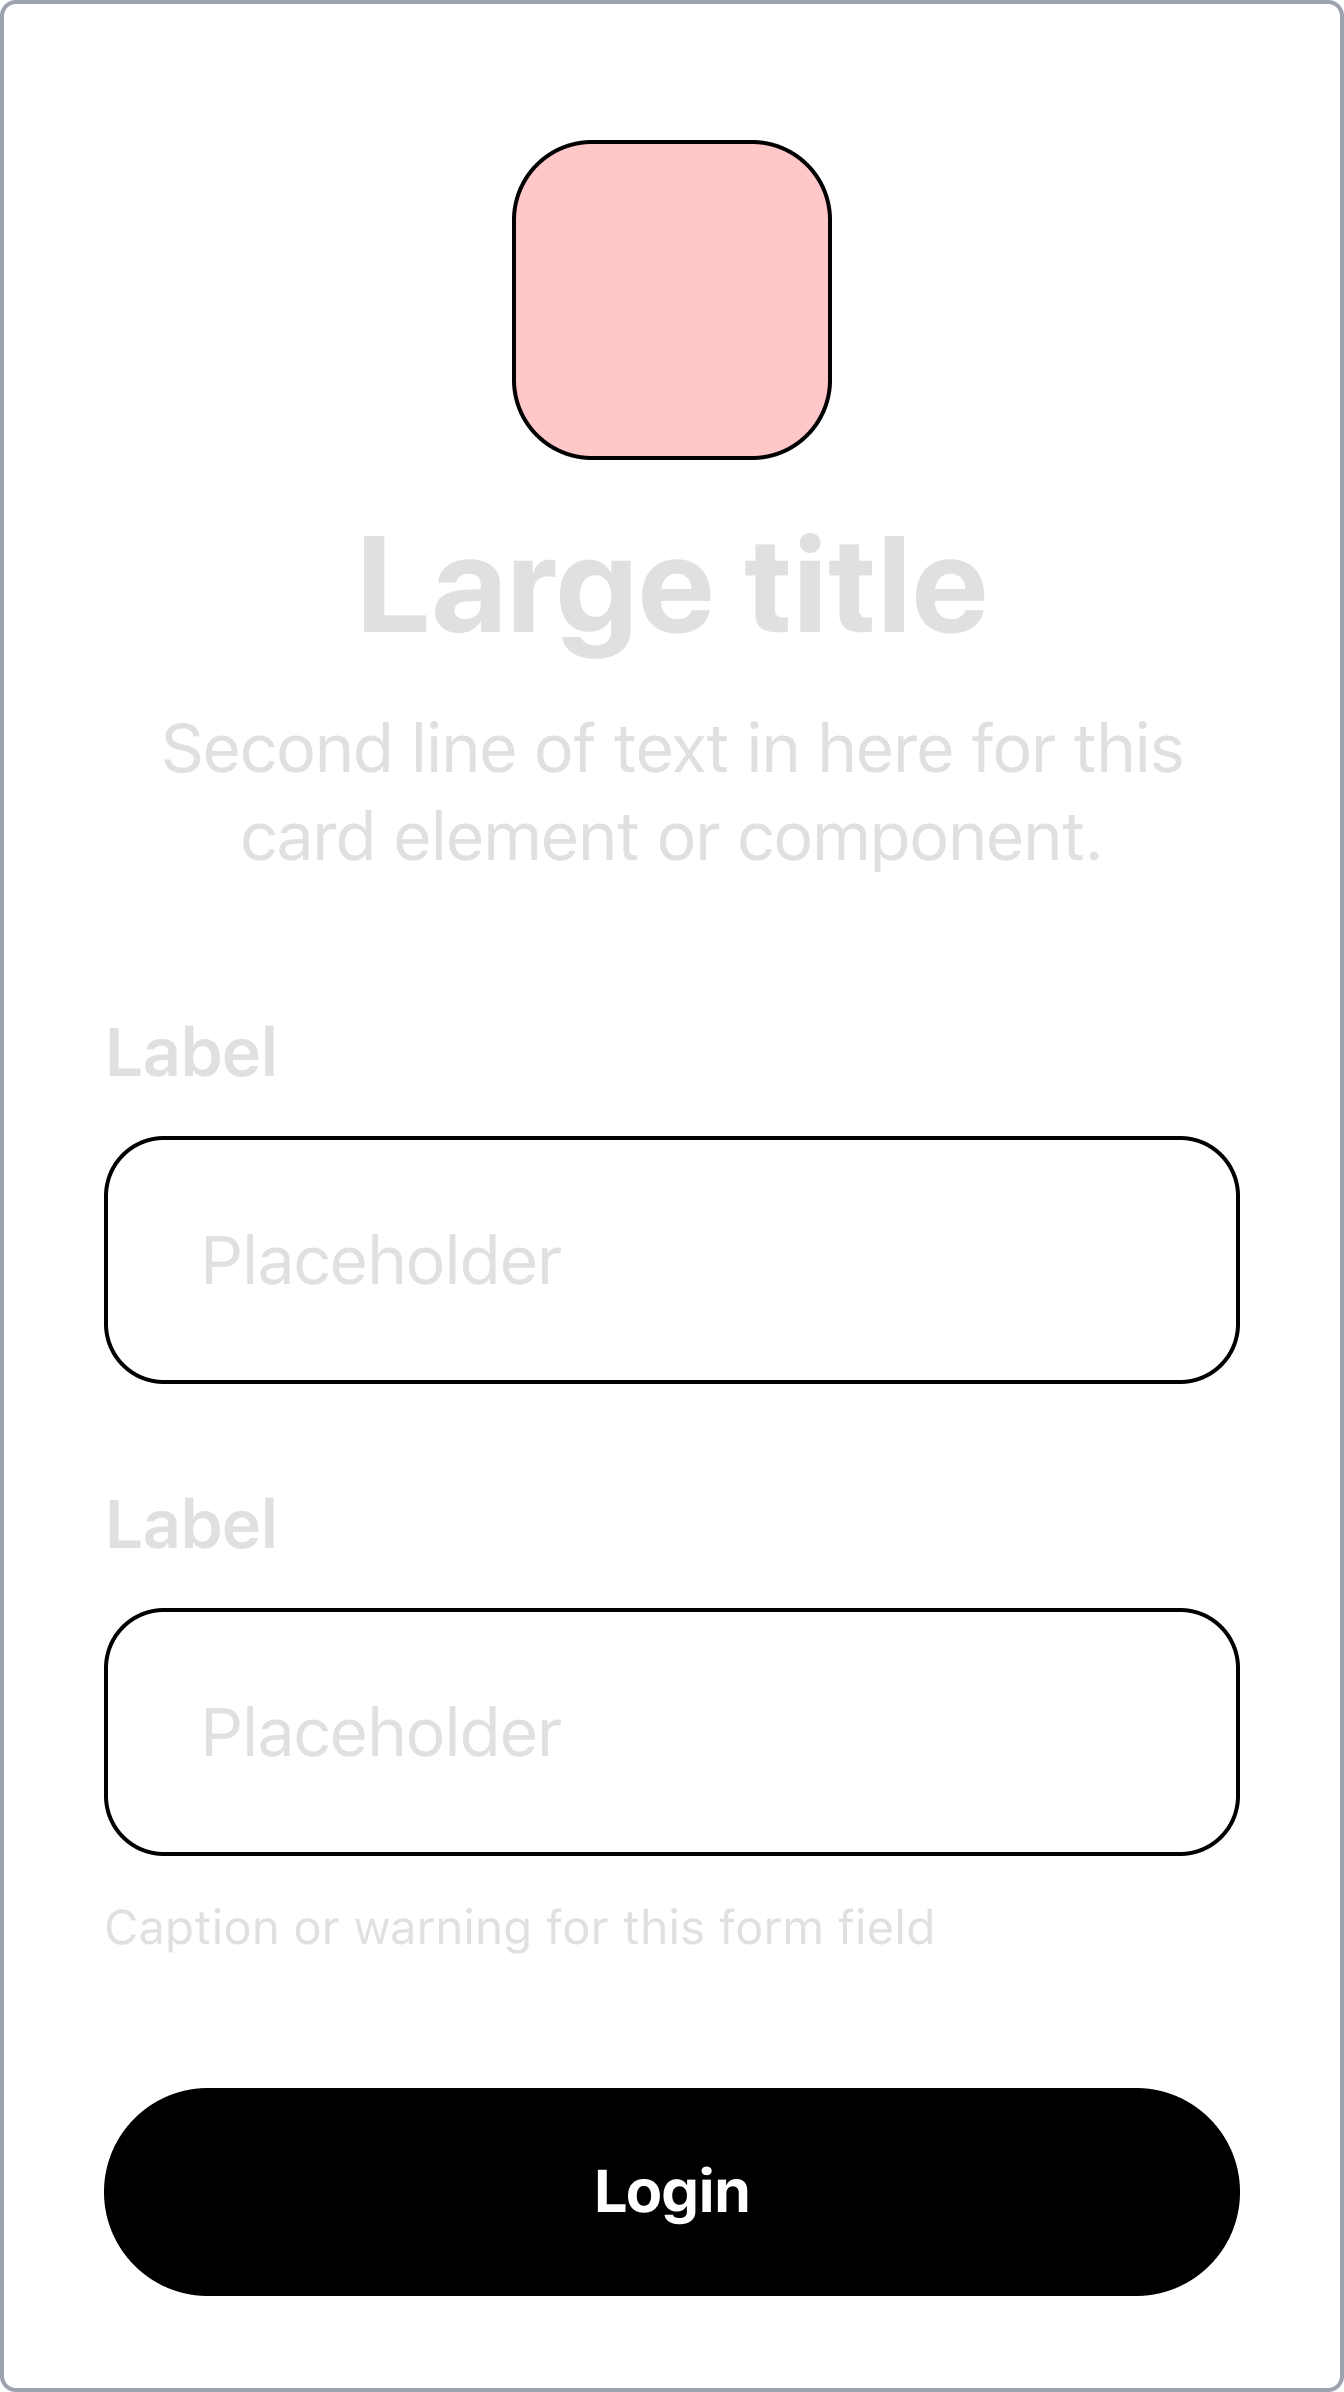 Large title
Second line of text in here for this
card element or component.
Label
Placeholder
Label
Placeholder
Caption or warning for this form field
Login